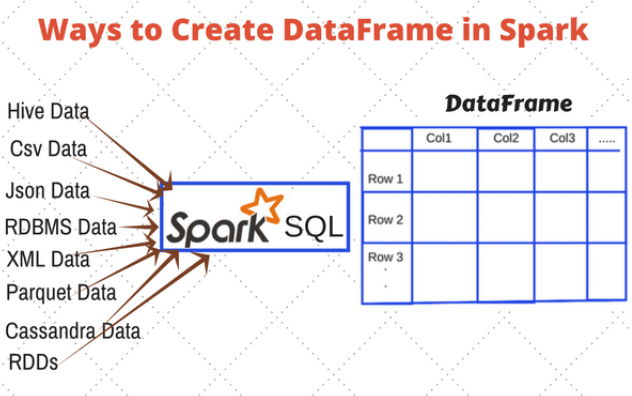 Ways to Create DataFrame in Spark
Hive Data
Csv Data
Json Data
RDBMS Data
XML Data
Parquet Data
Cassandra Data
RDDs
Spark SQL
DataFrame
Col1 Col2 Col3 .....
Row 1
Row 2
Row 3
.
.